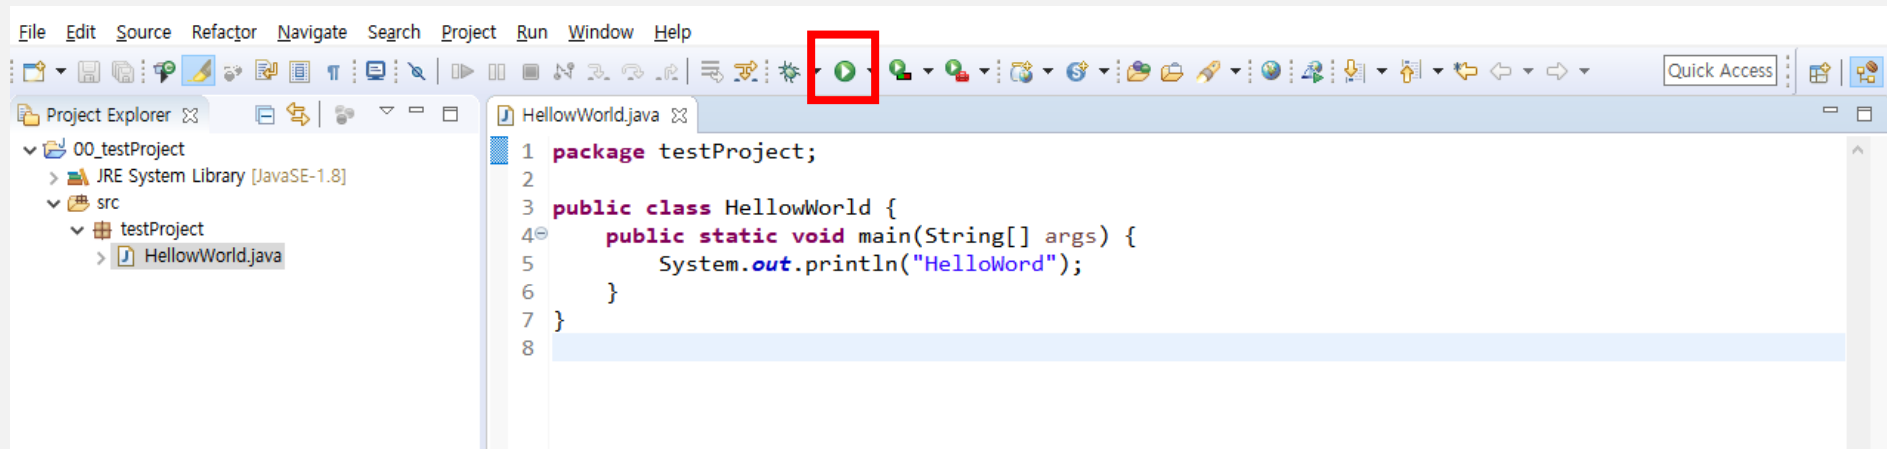 File Edit Source Refactor Navigate Search Project Run Window Help
Quick Access
Project Explorer
00_testProject
JRE System Library [JavaSE-1.8]
src
testProject
HellowWorld.java
HellowWorld.java
1 package testProject;
2
3 public class HellowWorld {
4 public static void main(String[] args) {
5 System.out.println("HelloWord");
6 }
7 }
8